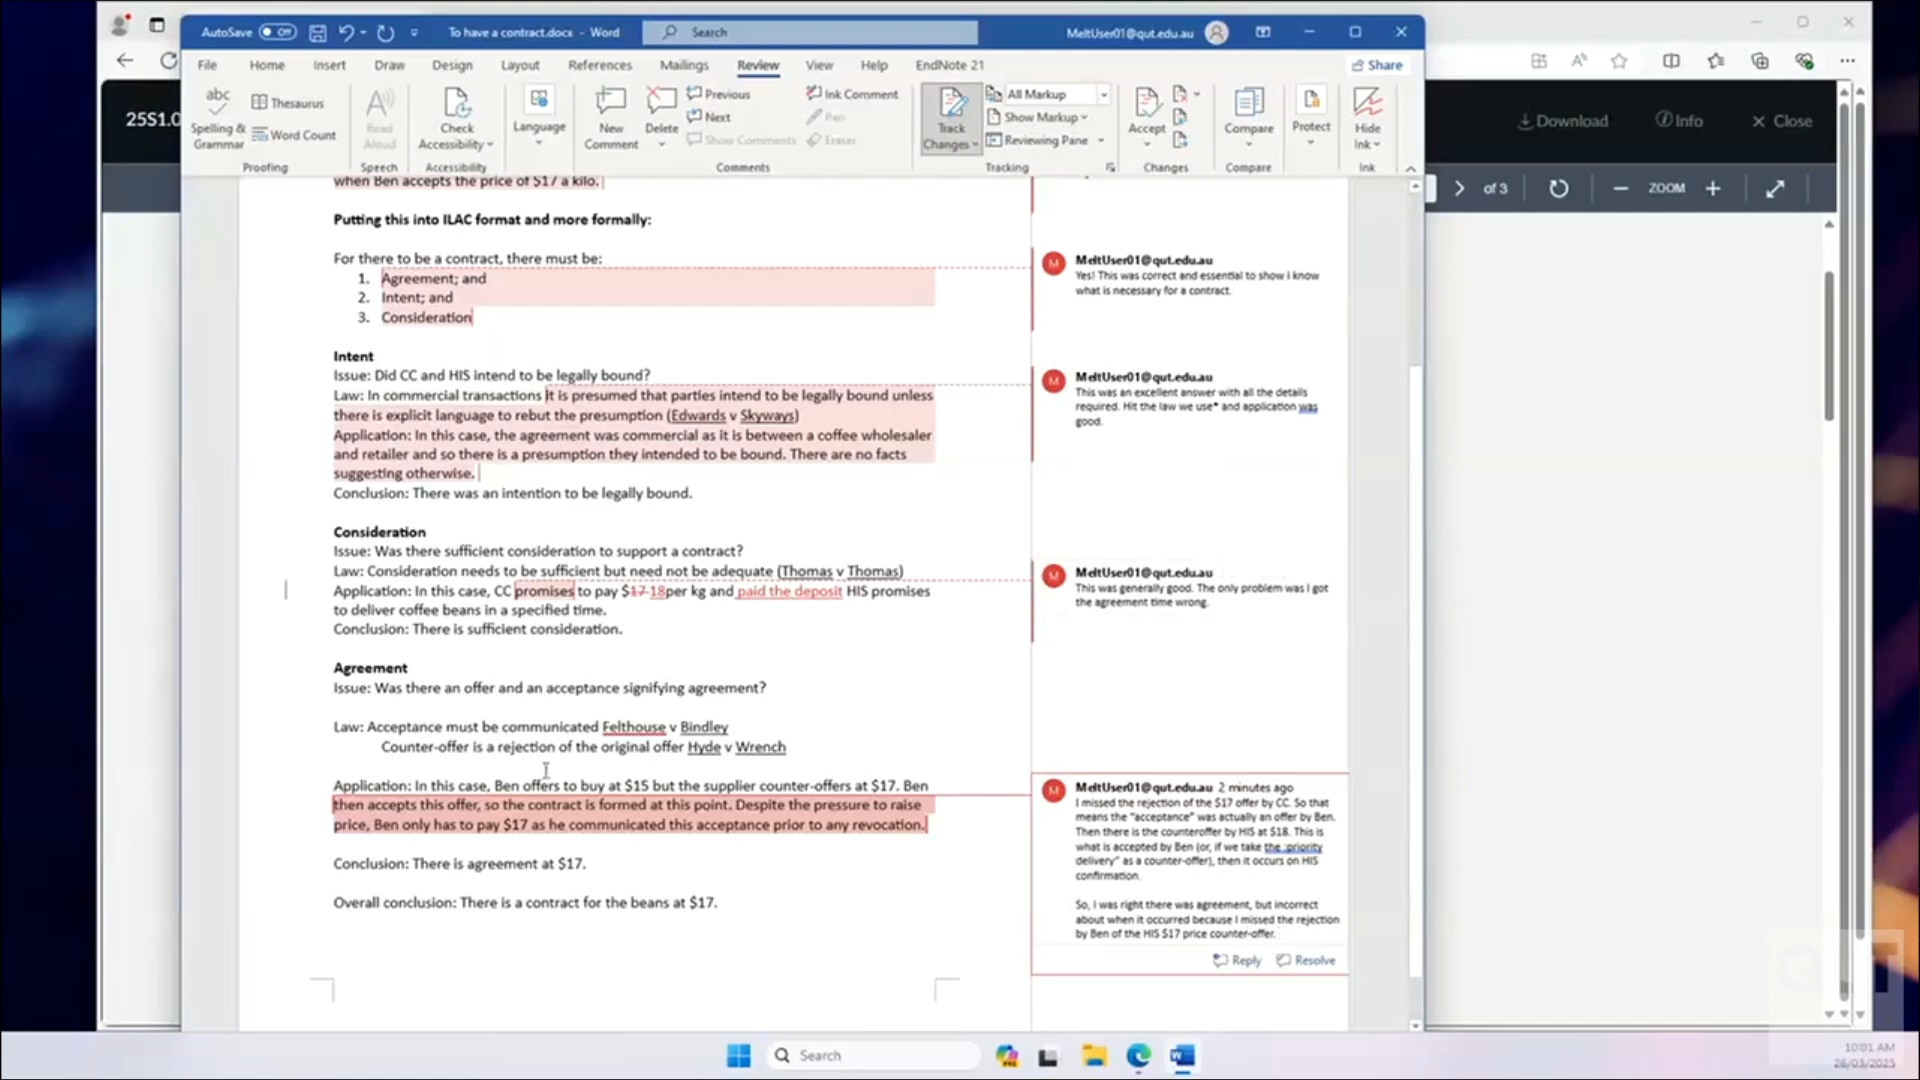 AutoSave Off To have a contract.docx - Word Search MeltUser01@qut.edu.au
File Home Insert Draw Design Layout References Mailings Review View Help EndNote 21 Share
25S1.0
Download Info Close
of 3 ZOOM
abc
Spelling & Grammar
Thesaurus
Word Count
Proofing
Read Aloud
Speech
Check Accessibility
Accessibility
Language
New Comment
Delete
Previous
Next
Show Comments
Ink Comment
Pen
Eraser
Comments
Track Changes
All Markup
Show Markup
Reviewing Pane
Tracking
Accept
Changes
Compare
Compare
Protect
Hide Ink
Ink
when Ben accepts the price of $17 a kilo.
Putting this into ILAC format and more formally:
For there to be a contract, there must be:
1. Agreement; and
2. Intent; and
3. Consideration
Intent
Issue: Did CC and HIS intend to be legally bound?
Law: In commercial transactions it is presumed that parties intend to be legally bound unless
there is explicit language to rebut the presumption (Edwards v Skyways)
Application: In this case, the agreement was commercial as it is between a coffee wholesaler
and retailer and so there is a presumption they intended to be bound. There are no facts
suggesting otherwise.
Conclusion: There was an intention to be legally bound.
Consideration
Issue: Was there sufficient consideration to support a contract?
Law: Consideration needs to be sufficient but need not be adequate (Thomas v Thomas)
Application: In this case, CC promises to pay $17 18per kg and paid the deposit HIS promises
to deliver coffee beans in a specified time.
Conclusion: There is sufficient consideration.
Agreement
Issue: Was there an offer and an acceptance signifying agreement?
Law: Acceptance must be communicated Felthouse v Bindley
Counter-offer is a rejection of the original offer Hyde v Wrench
Application: In this case, Ben offers to buy at $15 but the supplier counter-offers at $17. Ben
then accepts this offer, so the contract is formed at this point. Despite the pressure to raise
price, Ben only has to pay $17 as he communicated this acceptance prior to any revocation.
Conclusion: There is agreement at $17.
Overall conclusion: There is a contract for the beans at $17.
M MeltUser01@qut.edu.au
Yes! This was correct and essential to show i know
what is necessary for a contract.
M MeltUser01@qut.edu.au
This was an excellent answer with all the details
required. Hit the law we use* and application was
good.
M MeltUser01@qut.edu.au
This was generally good. The only problem was I got
the agreement time wrong.
M MeltUser01@qut.edu.au 2 minutes ago
I missed the rejection of the $17 offer by CC. So that
means the "acceptance" was actually an offer by Ben.
Then there is the counteroffer by HIS at $18. This is
what is accepted by Ben (or, if we take the :priority
delivery" as a counter-offer), then it occurs on HIS
confirmation.
So, I was right there was agreement, but incorrect
about when it occurred because I missed the rejection
by Ben of the HIS $17 price counter-offer.
Reply Resolve
Search
10:01 AM
26/03/2025